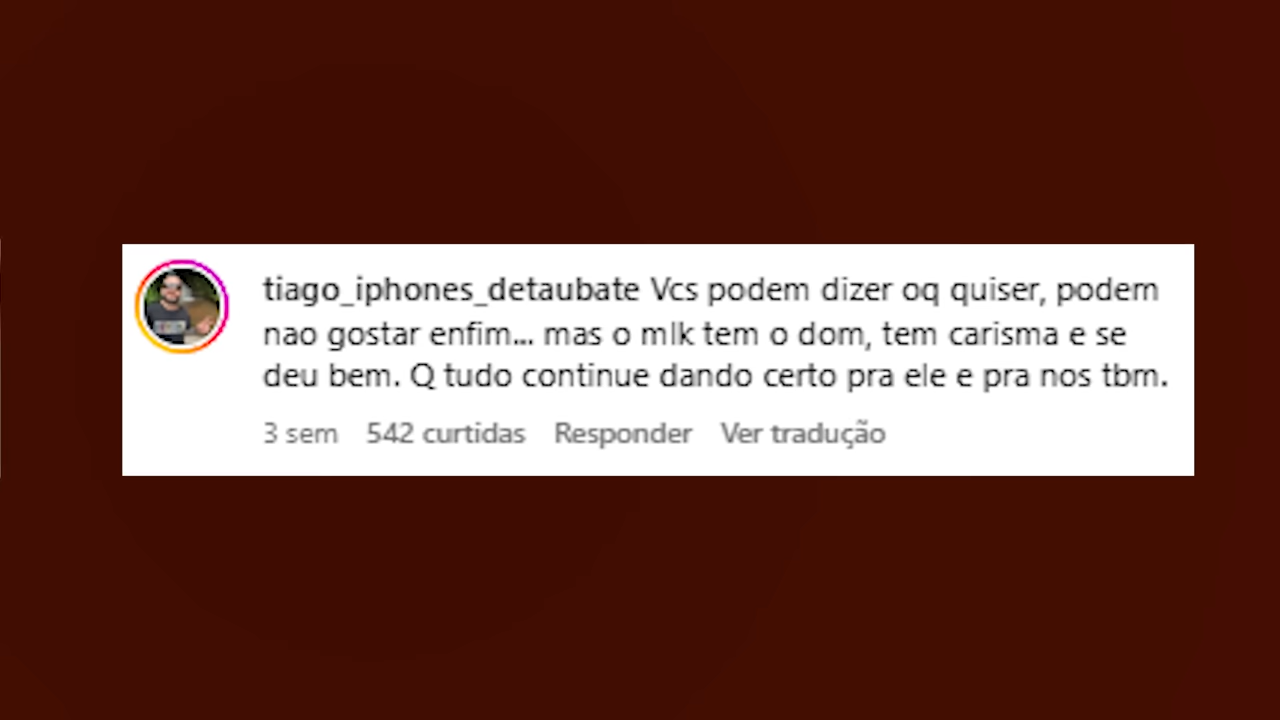 tiago_iphones_detaubate Vcs podem dizer oq quiser, podem
nao gostar enfim... mas o mlk tem o dom, tem carisma e se
deu bem. Q tudo continue dando certo pra ele e pra nos tbm.
3 sem 542 curtidas Responder Ver tradução